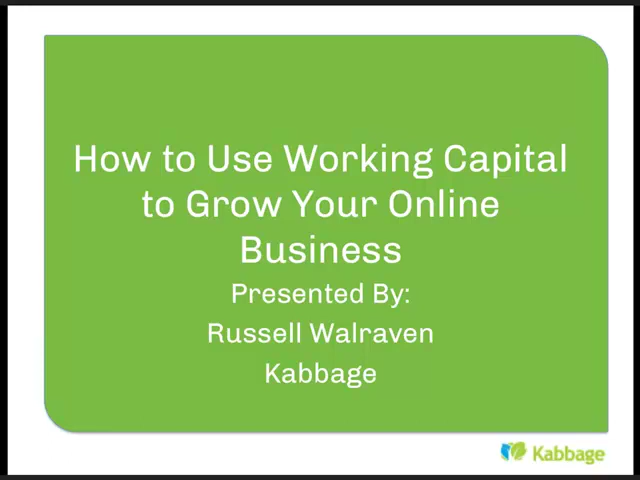 How to Use Working Capital
to Grow Your Online
Business
Presented By:
Russell Walraven
Kabbage
Kabbage